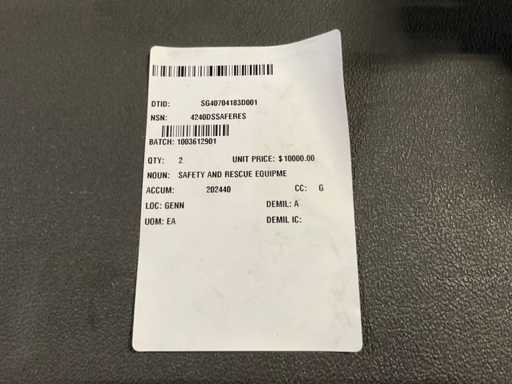 DTID: SG40704183D001
NSN: 4240DSSAFERES
BATCH: 1003612901
QTY: 2 UNIT PRICE: $10000.00
NOUN: SAFETY AND RESCUE EQUIPME
ACCUM: 202440 CC: G
LOC: GENN DEMIL: A
UOM: EA DEMIL IC: